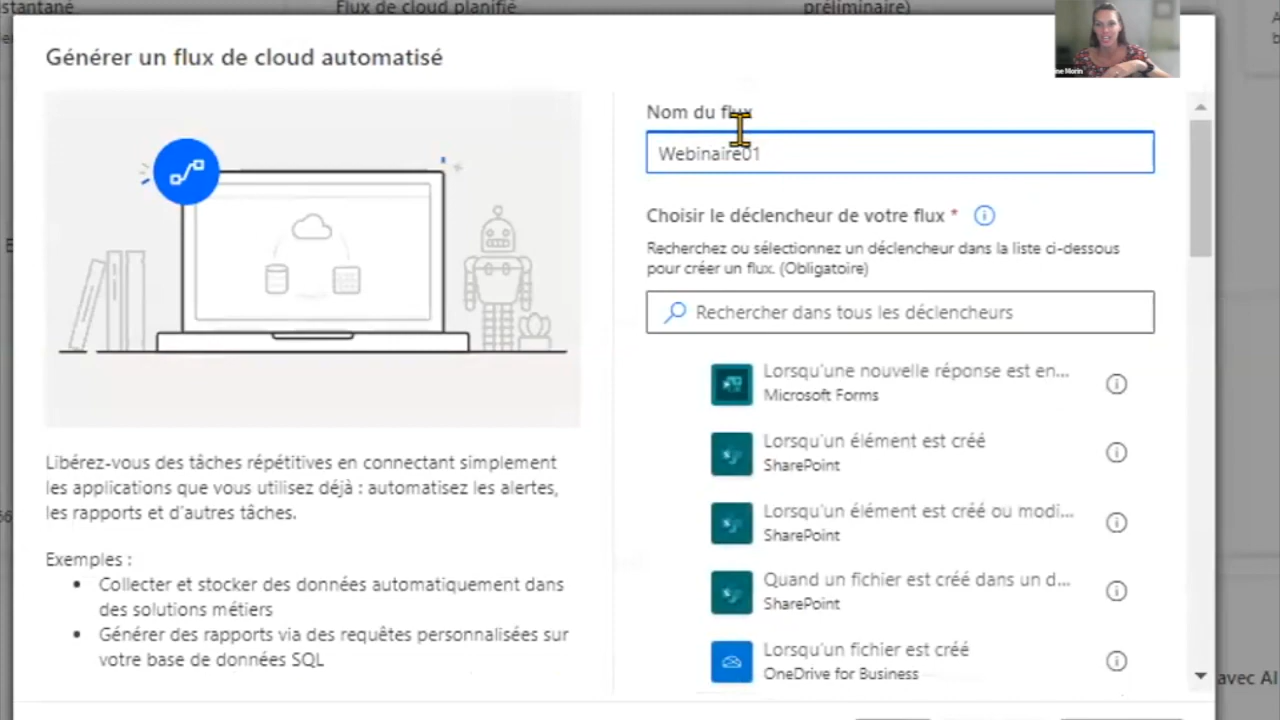 stantané
Flux de cloud planifié
préliminaire)
Générer un flux de cloud automatisé
ne Morin
Nom du flux
Webinaire01
Choisir le déclencheur de votre flux *
Recherchez ou sélectionnez un déclencheur dans la liste ci-dessous
pour créer un flux. (Obligatoire)
Rechercher dans tous les déclencheurs
Lorsqu'une nouvelle réponse est en...
Microsoft Forms
Lorsqu'un élément est créé
SharePoint
Lorsqu'un élément est créé ou modi...
SharePoint
Quand un fichier est créé dans un d...
SharePoint
Lorsqu'un fichier est créé
OneDrive for Business
Libérez-vous des tâches répétitives en connectant simplement
les applications que vous utilisez déjà : automatisez les alertes,
les rapports et d'autres tâches.
Exemples :
• Collecter et stocker des données automatiquement dans
des solutions métiers
• Générer des rapports via des requêtes personnalisées sur
votre base de données SQL
avec AI